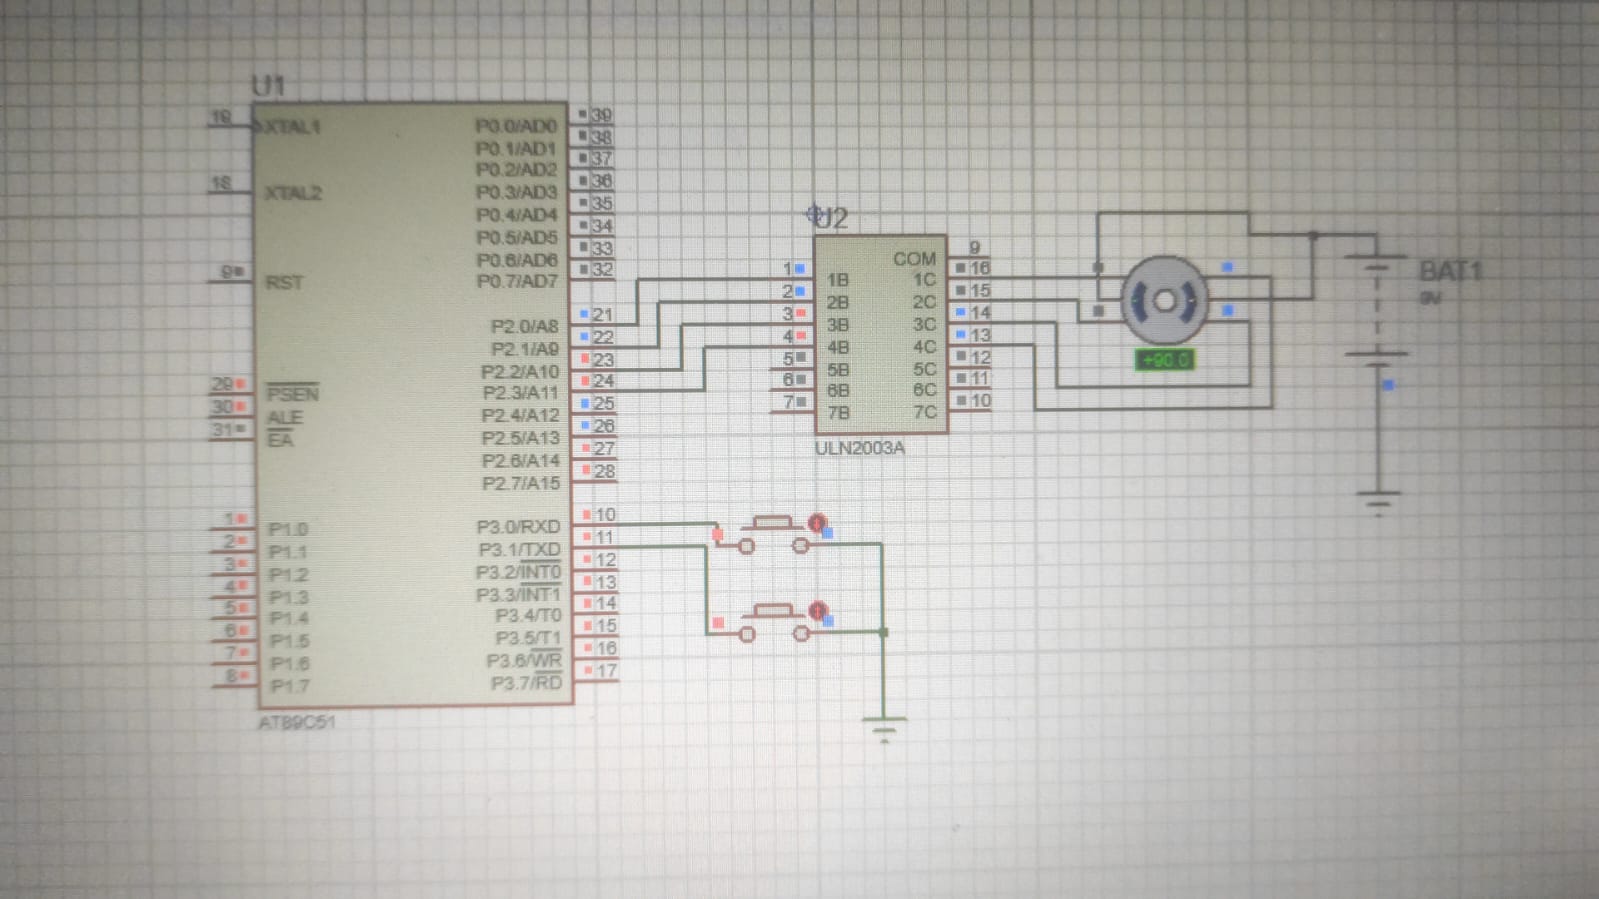 U1
19
XTAL1
18
XTAL2
9
RST
29
PSEN
30
ALE
31
EA
1
P1.0
2
P1.1
3
P1.2
4
P1.3
5
P1.4
6
P1.5
7
P1.6
8
P1.7
P0.0/AD0 39
P0.1/AD1 38
P0.2/AD2 37
P0.3/AD3 36
P0.4/AD4 35
P0.5/AD5 34
P0.6/AD6 33
P0.7/AD7 32
P2.0/A8 21
P2.1/A9 22
P2.2/A10 23
P2.3/A11 24
P2.4/A12 25
P2.5/A13 26
P2.6/A14 27
P2.7/A15 28
P3.0/RXD 10
P3.1/TXD 11
P3.2/INT0 12
P3.3/INT1 13
P3.4/T0 14
P3.5/T1 15
P3.6/WR 16
P3.7/RD 17
AT89C51
U2
COM 9
1 1B 1C 16
2 2B 2C 15
3 3B 3C 14
4 4B 4C 13
5 5B 5C 12
6 6B 6C 11
7 7B 7C 10
ULN2003A
+90.0
BAT1